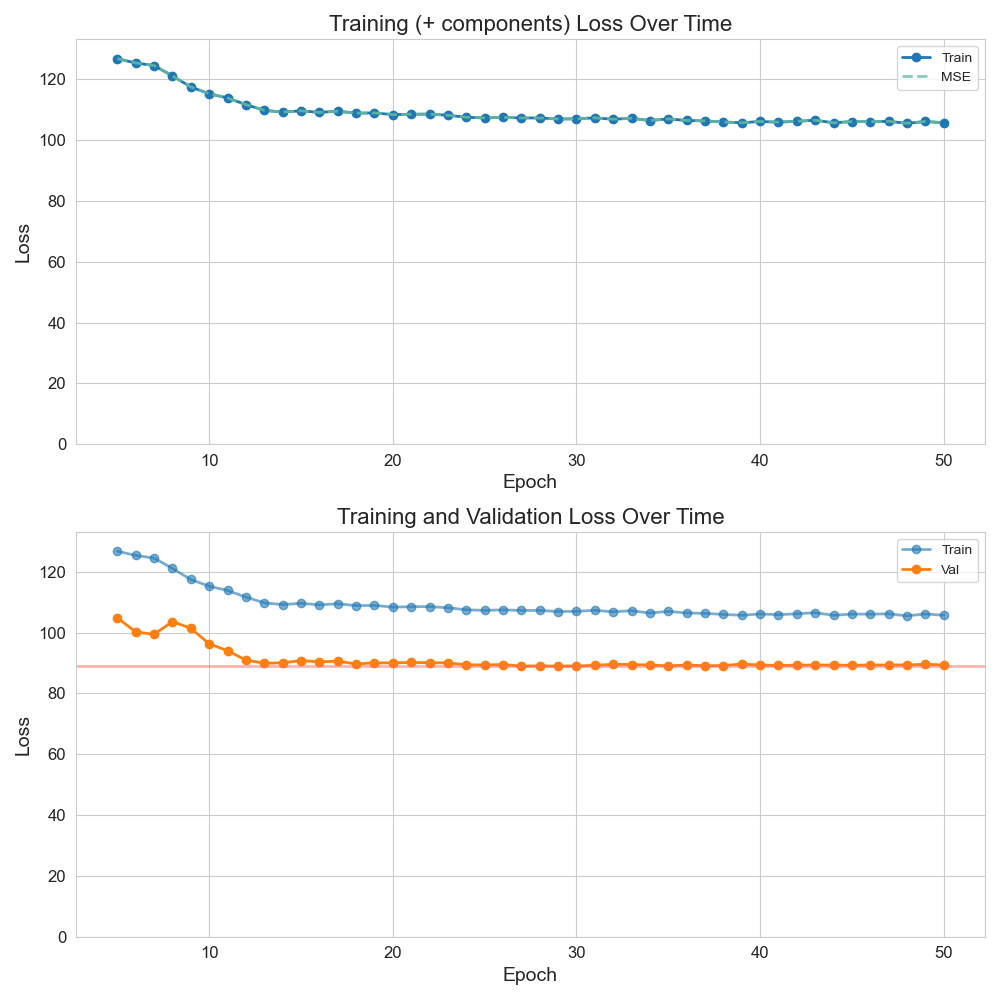 Training (+ components) Loss Over Time
Train
MSE
120
100
80
60
40
20
0
Loss
10 20 30 40 50
Epoch
Training and Validation Loss Over Time
Train
Val
120
100
80
60
40
20
0
Loss
10 20 30 40 50
Epoch